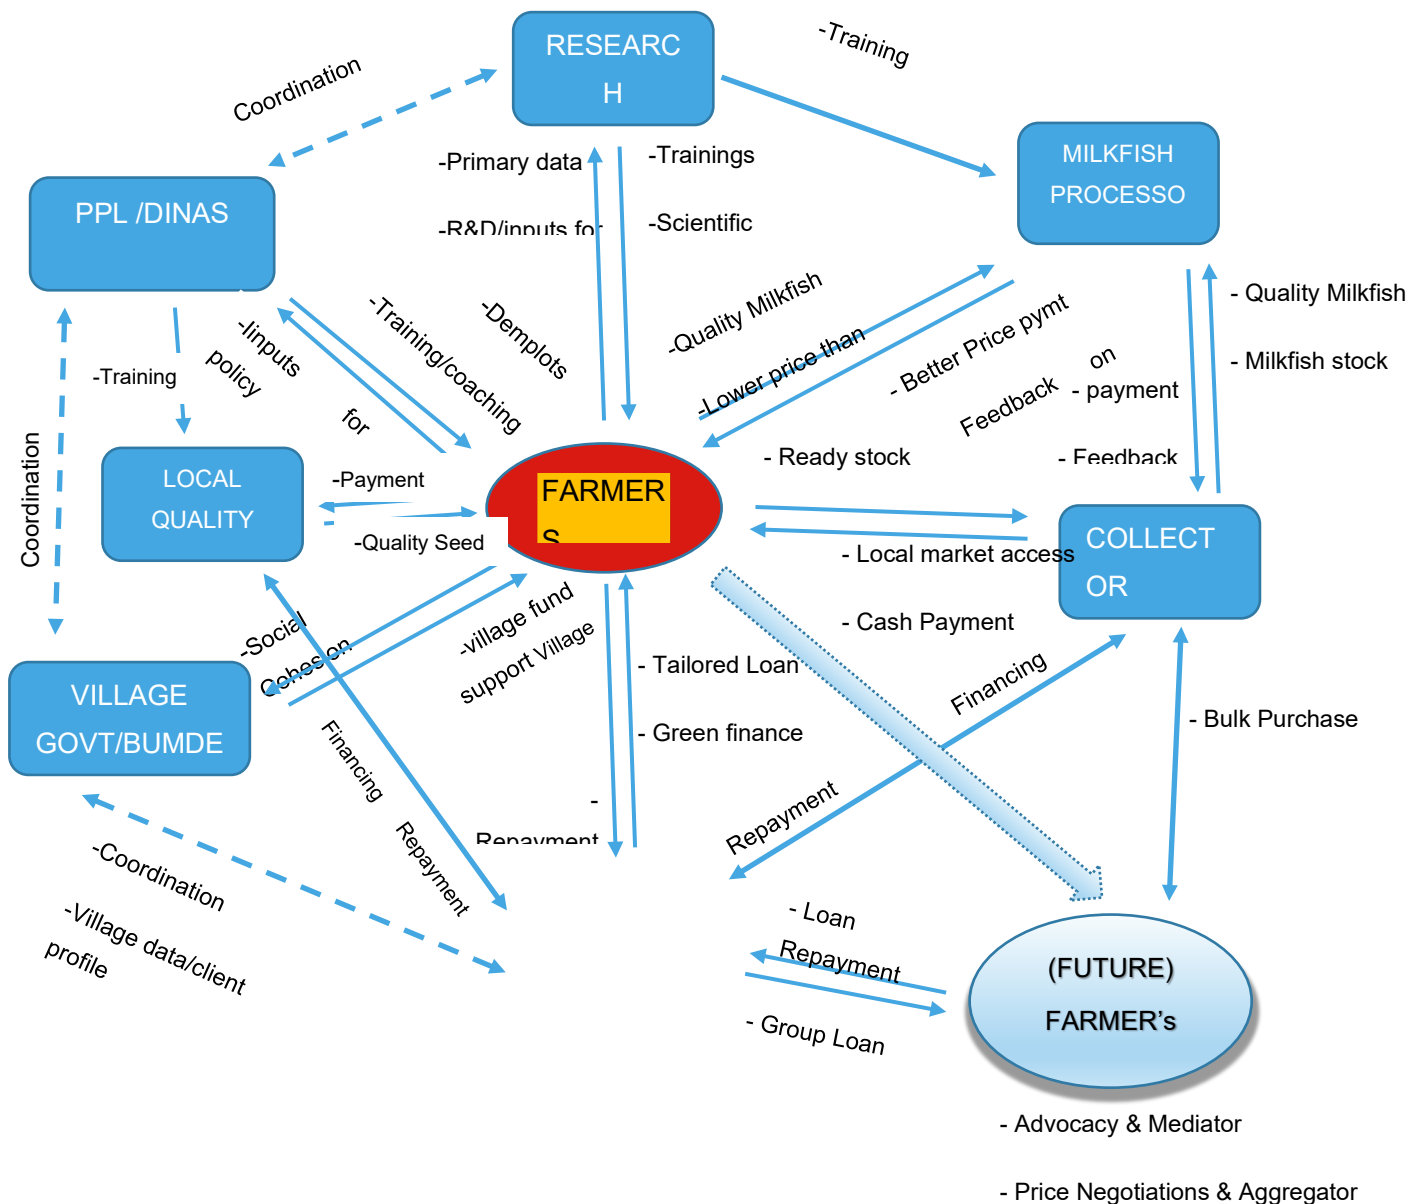 RESEARC
H
-Training
Coordination
MILKFISH
PROCESSO
-Primary data
-R&D/inputs for
-Trainings
-Scientific
PPL /DINAS
-Iinputs
policy
for
-Training/coaching
-Demplots
-Quality Milkfish
-Lower price than
- Better Price pymt
Feedback on
- payment
- Feedback
- Quality Milkfish
- Milkfish stock
-Training
Coordination
LOCAL
QUALITY
-Payment
-Quality Seed
FARMER
S
- Ready stock
- Local market access
- Cash Payment
COLLECT
OR
-Social
Cohesion
-village fund
support Village
- Tailored Loan
- Green finance
-
Repayment
VILLAGE
GOVT/BUMDE
Financing
Repayment
Financing
Repayment
- Bulk Purchase
-Coordination
-Village data/client
profile
- Loan
Repayment
- Group Loan
(FUTURE)
FARMER's
- Advocacy & Mediator
- Price Negotiations & Aggregator